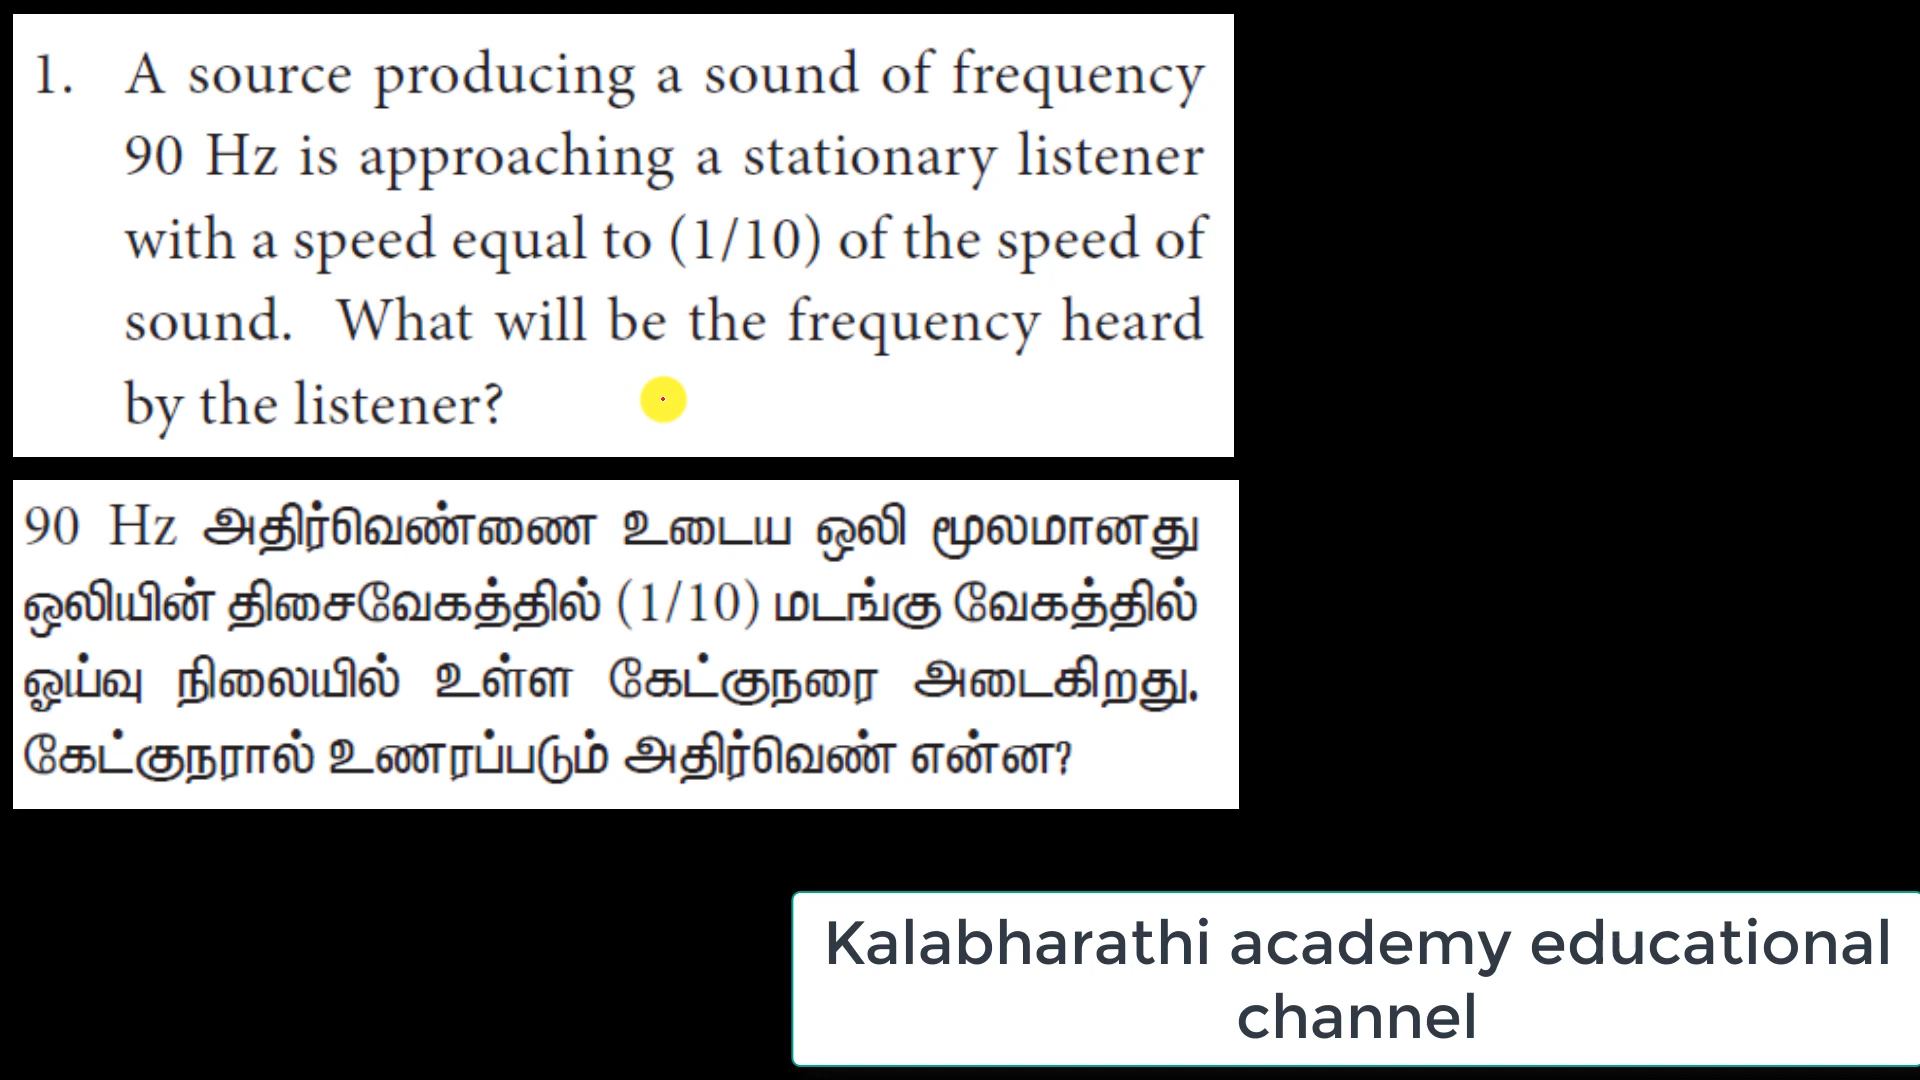 1. A source producing a sound of frequency
90 Hz is approaching a stationary listener
with a speed equal to (1/10) of the speed of
sound. What will be the frequency heard
by the listener?
90 Hz அதிர்வெண்ணை உடைய ஒலி மூலமானது
ஒலியின் திசைவேகத்தில் (1/10) மடங்கு வேகத்தில்
ஓய்வு நிலையில் உள்ள கேட்குநரை அடைகிறது.
கேட்குநரால் உணரப்படும் அதிர்வெண் என்ன?
Kalabharathi academy educational
channel